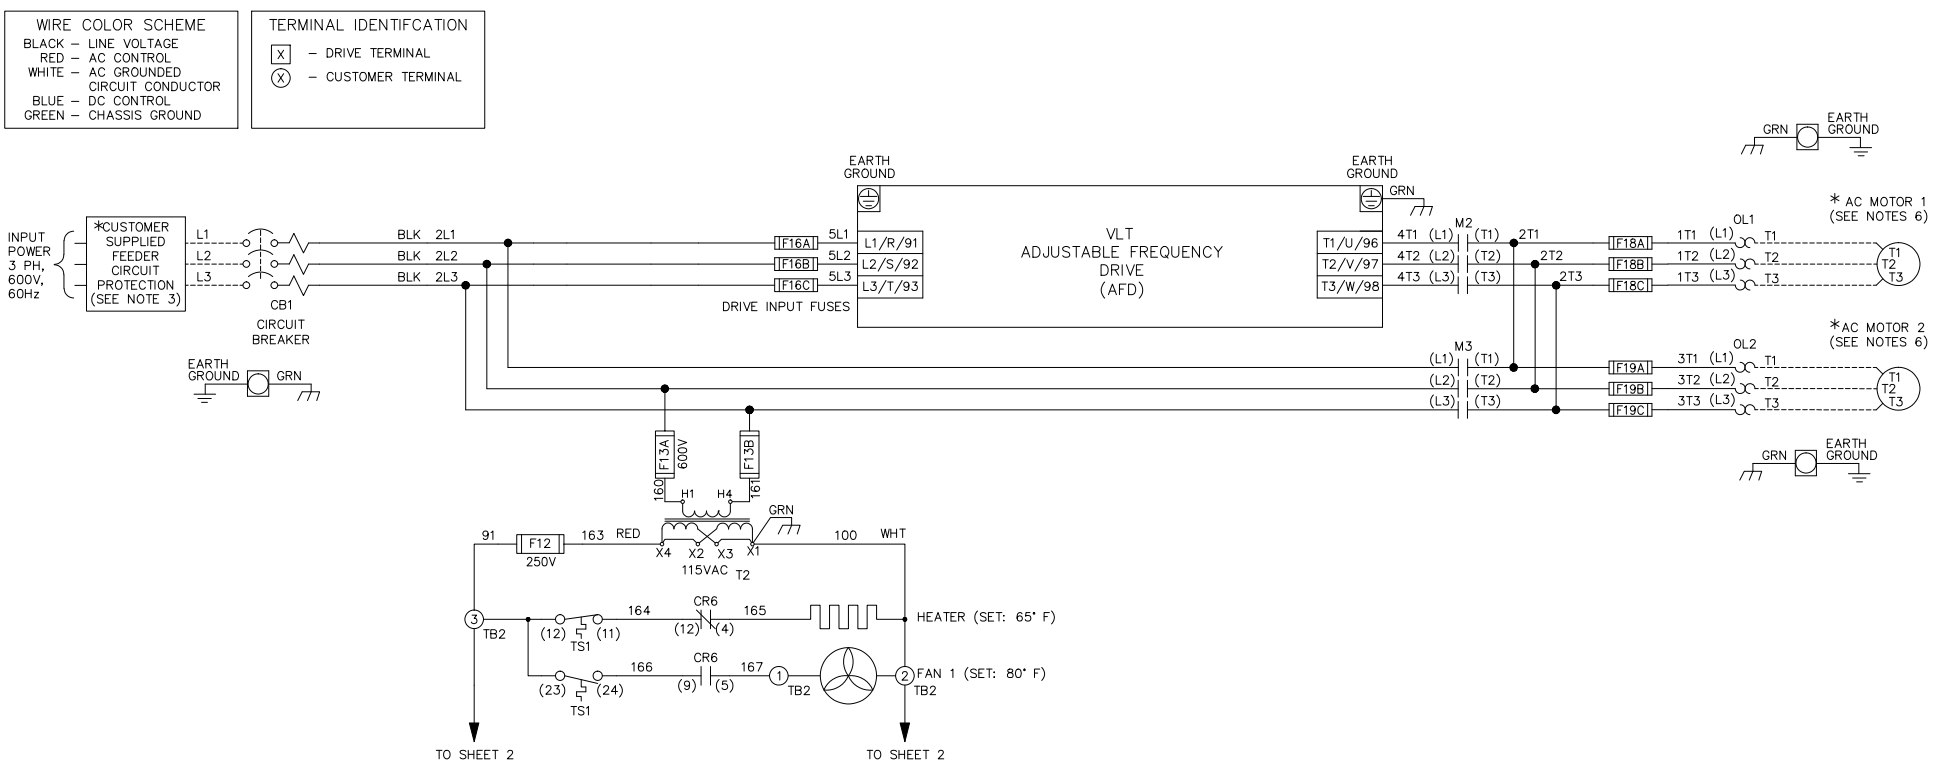 WIRE COLOR SCHEME
BLACK – LINE VOLTAGE
RED – AC CONTROL
WHITE – AC GROUNDED
CIRCUIT CONDUCTOR
BLUE – DC CONTROL
GREEN – CHASSIS GROUND
TERMINAL IDENTIFCATION
X – DRIVE TERMINAL
X – CUSTOMER TERMINAL
INPUT
POWER
3 PH,
600V,
60Hz
*CUSTOMER
SUPPLIED
FEEDER
CIRCUIT
PROTECTION
(SEE NOTE 3)
L1
L2
L3
CB1
CIRCUIT
BREAKER
EARTH
GROUND
GRN
BLK 2L1
BLK 2L2
BLK 2L3
F16A
F16B
F16C
5L1
5L2
5L3
DRIVE INPUT FUSES
EARTH
GROUND
L1/R/91
L2/S/92
L3/T/93
VLT
ADJUSTABLE FREQUENCY
DRIVE
(AFD)
EARTH
GROUND
GRN
T1/U/96
T2/V/97
T3/W/98
M2
4T1 (L1) (T1) 2T1
4T2 (L2) (T2) 2T2
4T3 (L3) (T3) 2T3
F18A
F18B
F18C
OL1
1T1 (L1) T1
1T2 (L2) T2
1T3 (L3) T3
GRN
EARTH
GROUND
* AC MOTOR 1
(SEE NOTES 6)
T1
T2
T3
M3
(L1) (T1)
(L2) (T2)
(L3) (T3)
F19A
F19B
F19C
OL2
3T1 (L1) T1
3T2 (L2) T2
3T3 (L3) T3
*AC MOTOR 2
(SEE NOTES 6)
T1
T2
T3
GRN
EARTH
GROUND
F13A
600V
F13B
160
161
H1 H4
GRN
91
F12
250V
163 RED
X4 X2 X3 X1
115VAC T2
100 WHT
3
TB2
(12) (11)
TS1
164
CR6
(12) (4)
165
HEATER (SET: 65° F)
(23) (24)
TS1
166
CR6
(9) (5)
167
1
TB2
2
TB2
FAN 1 (SET: 80° F)
TO SHEET 2
TO SHEET 2